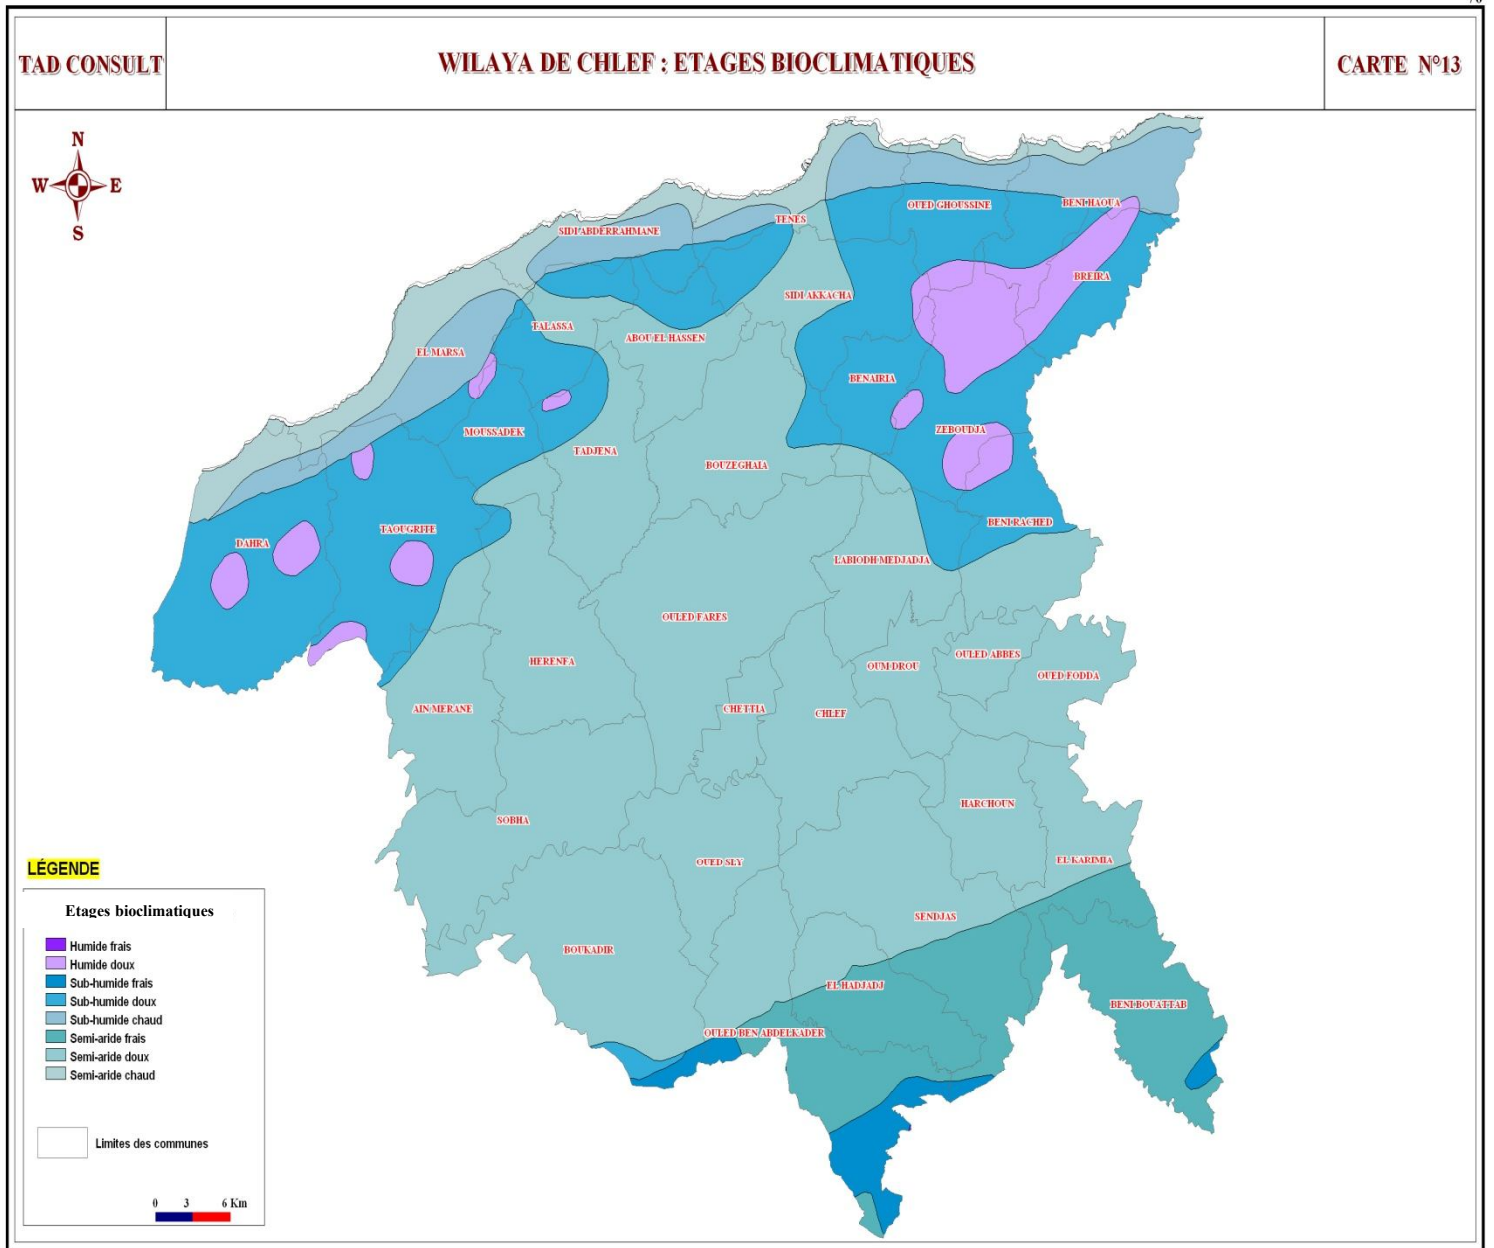 TAD CONSULT
WILAYA DE CHLEF : ETAGES BIOCLIMATIQUES
CARTE N°13
N
W E
S
OUED GHOUSSINE
BENI HAOUA
TENES
SIDI ABDERRAHMANE
BREIRA
SIDI AKKACHA
TALASSA
ABOU EL HASSEN
EL MARSA
BENAIRIA
MOUSSADEK
ZEBOUDJA
TADJENA
BOUZEGHAIA
BENI RACHED
TAOUGRITE
DAHRA
LABIODH MEDJADJA
OULED FARES
HERENFA
OUM DROU
OULED ABBES
OUED FODDA
AIN MERANE
CHETTIA
CHLEF
HARCHOUN
SOBHA
OUED SLY
EL KARIMIA
SENDJAS
BOUKADIR
EL HADJADJ
BENI BOUATTAB
OULED BEN ABDELKADER
LÉGENDE
Etages bioclimatiques
Humide frais
Humide doux
Sub-humide frais
Sub-humide doux
Sub-humide chaud
Semi-aride frais
Semi-aride doux
Semi-aride chaud
Limites des communes
0 3 6 Km